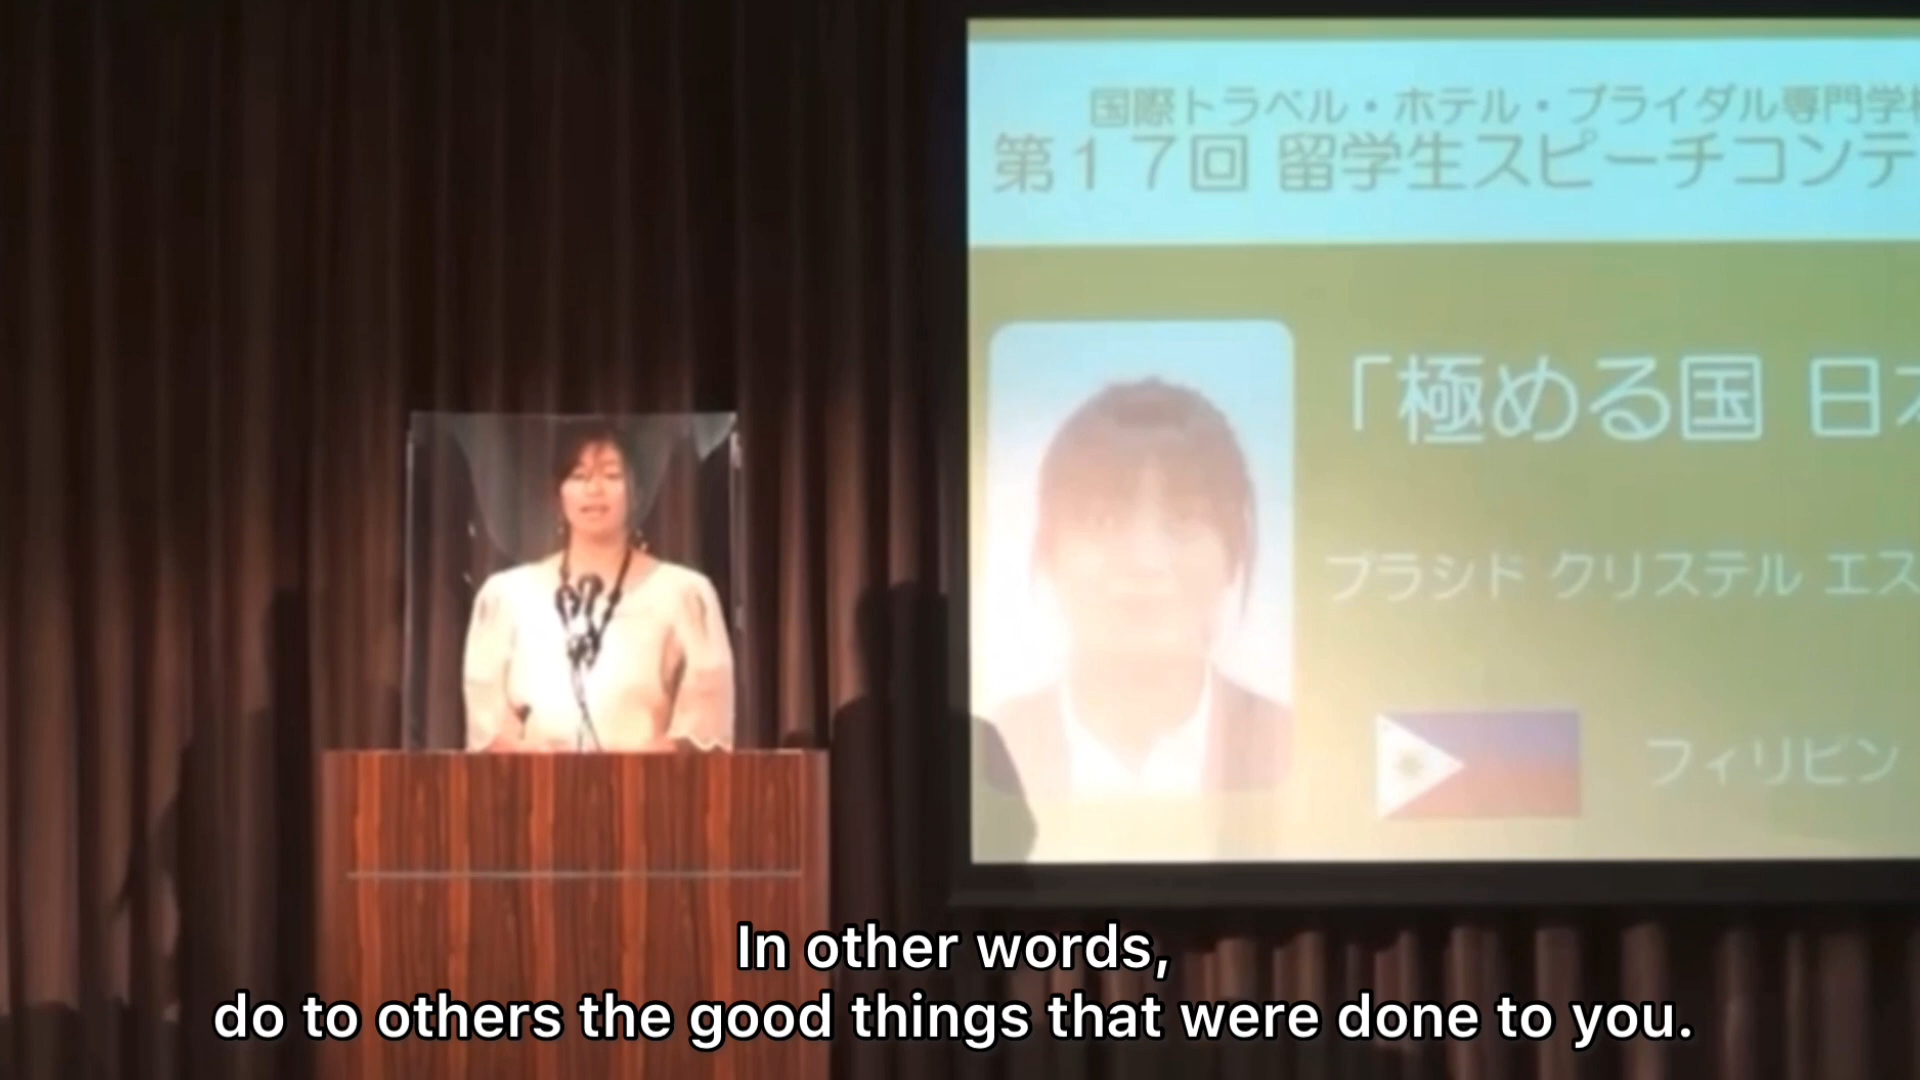 国際トラベル・ホテル・ブライダル専門学校
第１７回 留学生スピーチコンテ
「極める国 日本
プラシド クリステル エス
フィリピン
In other words,
do to others the good things that were done to you.